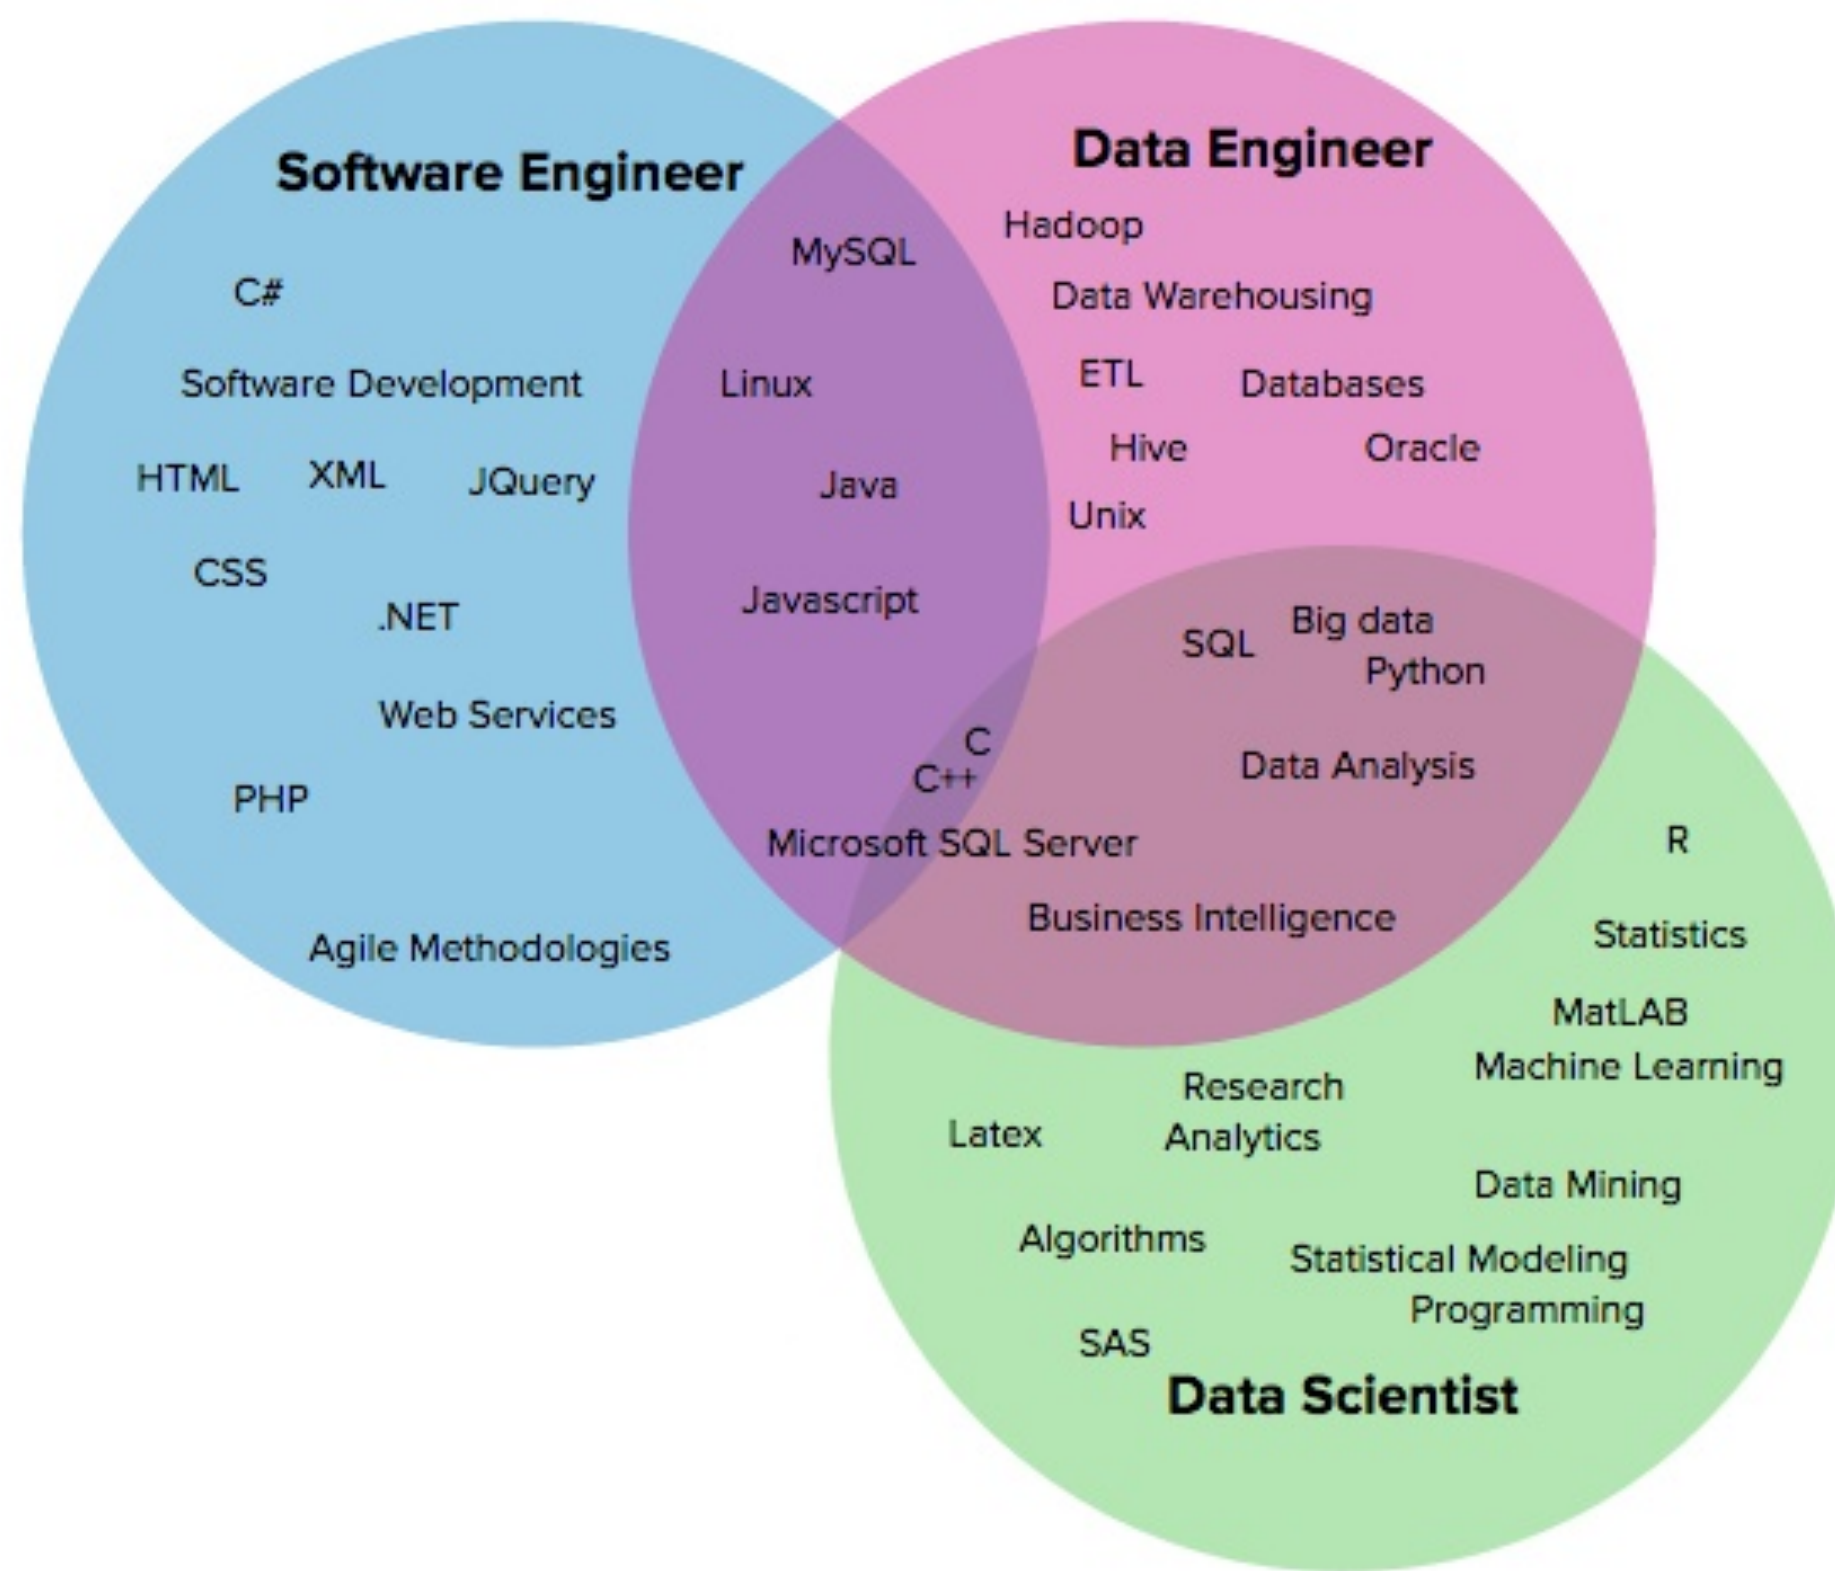 Software Engineer
C#
Software Development
HTML
XML
JQuery
CSS
.NET
Web Services
PHP
Agile Methodologies
MySQL
Linux
Java
Javascript
C
C++
Microsoft SQL Server
Data Engineer
Hadoop
Data Warehousing
ETL
Databases
Hive
Oracle
Unix
SQL
Big data
Python
Data Analysis
Business Intelligence
R
Statistics
MatLAB
Machine Learning
Research
Latex
Analytics
Data Mining
Algorithms
Statistical Modeling
Programming
SAS
Data Scientist